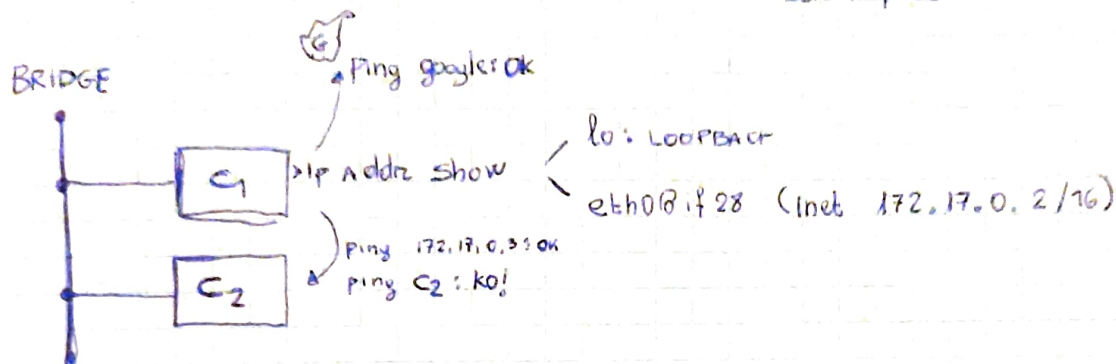 G
Ping google: OK
BRIDGE
C1
>Ip Addr show
lo: LOOPBACK
eth0@if28 (inet 172.17.0.2/16)
ping 172.17.0.3: OK
ping C2: KO!
C2